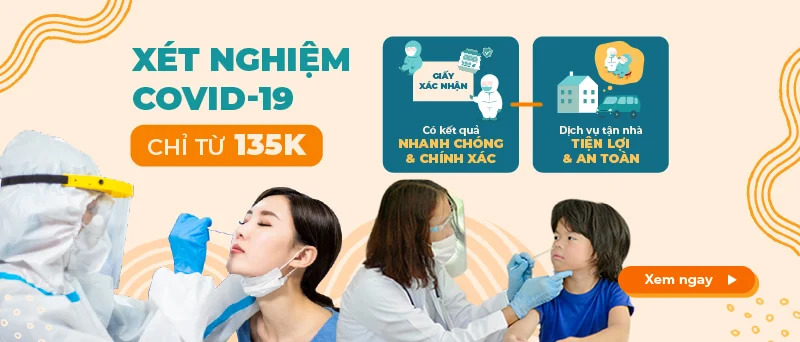 XÉT NGHIỆM
COVID-19
CHỈ TỪ 135K
GIẤY
XÁC NHẬN
Có kết quả
NHANH CHÓNG
& CHÍNH XÁC
Dịch vụ tận nhà
TIỆN LỢI
& AN TOÀN
Xem ngay